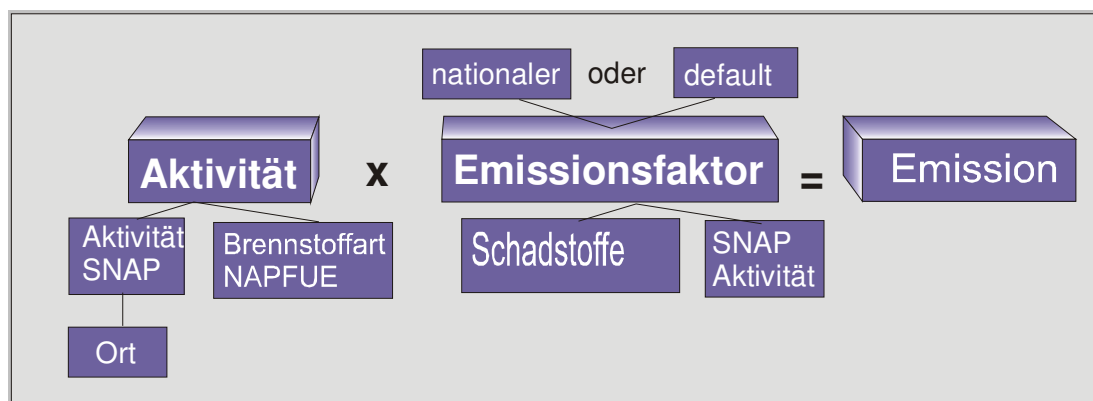 nationaler oder default
Aktivität x Emissionsfaktor = Emission
Aktivität
SNAP
Brennstoffart
NAPFUE
Schadstoffe
SNAP
Aktivität
Ort